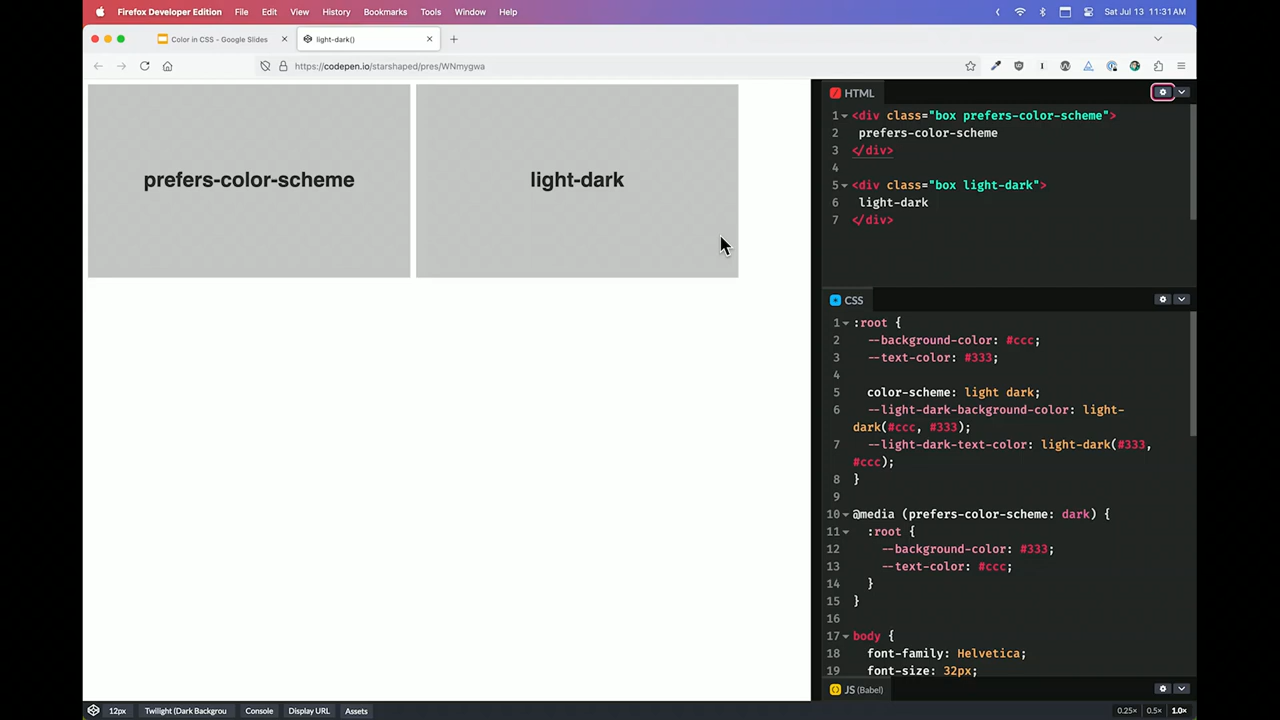 Firefox Developer Edition File Edit View History Bookmarks Tools Window Help Sat Jul 13 11:31 AM
Color in CSS – Google Slides
light-dark()
https://codepen.io/starshaped/pres/WNmygwa
prefers-color-scheme
light-dark
HTML
1 <div class="box prefers-color-scheme">
2 prefers-color-scheme
3 </div>
4
5 <div class="box light-dark">
6 light-dark
7 </div>
CSS
1 :root {
2 --background-color: #ccc;
3 --text-color: #333;
4
5 color-scheme: light dark;
6 --light-dark-background-color: light-
dark(#ccc, #333);
7 --light-dark-text-color: light-dark(#333,
#ccc);
8 }
9
10 @media (prefers-color-scheme: dark) {
11 :root {
12 --background-color: #333;
13 --text-color: #ccc;
14 }
15 }
16
17 body {
18 font-family: Helvetica;
19 font-size: 32px;
JS (Babel)
12px Twilight (Dark Backgrou Console Display URL Assets 0.25× 0.5× 1.0×